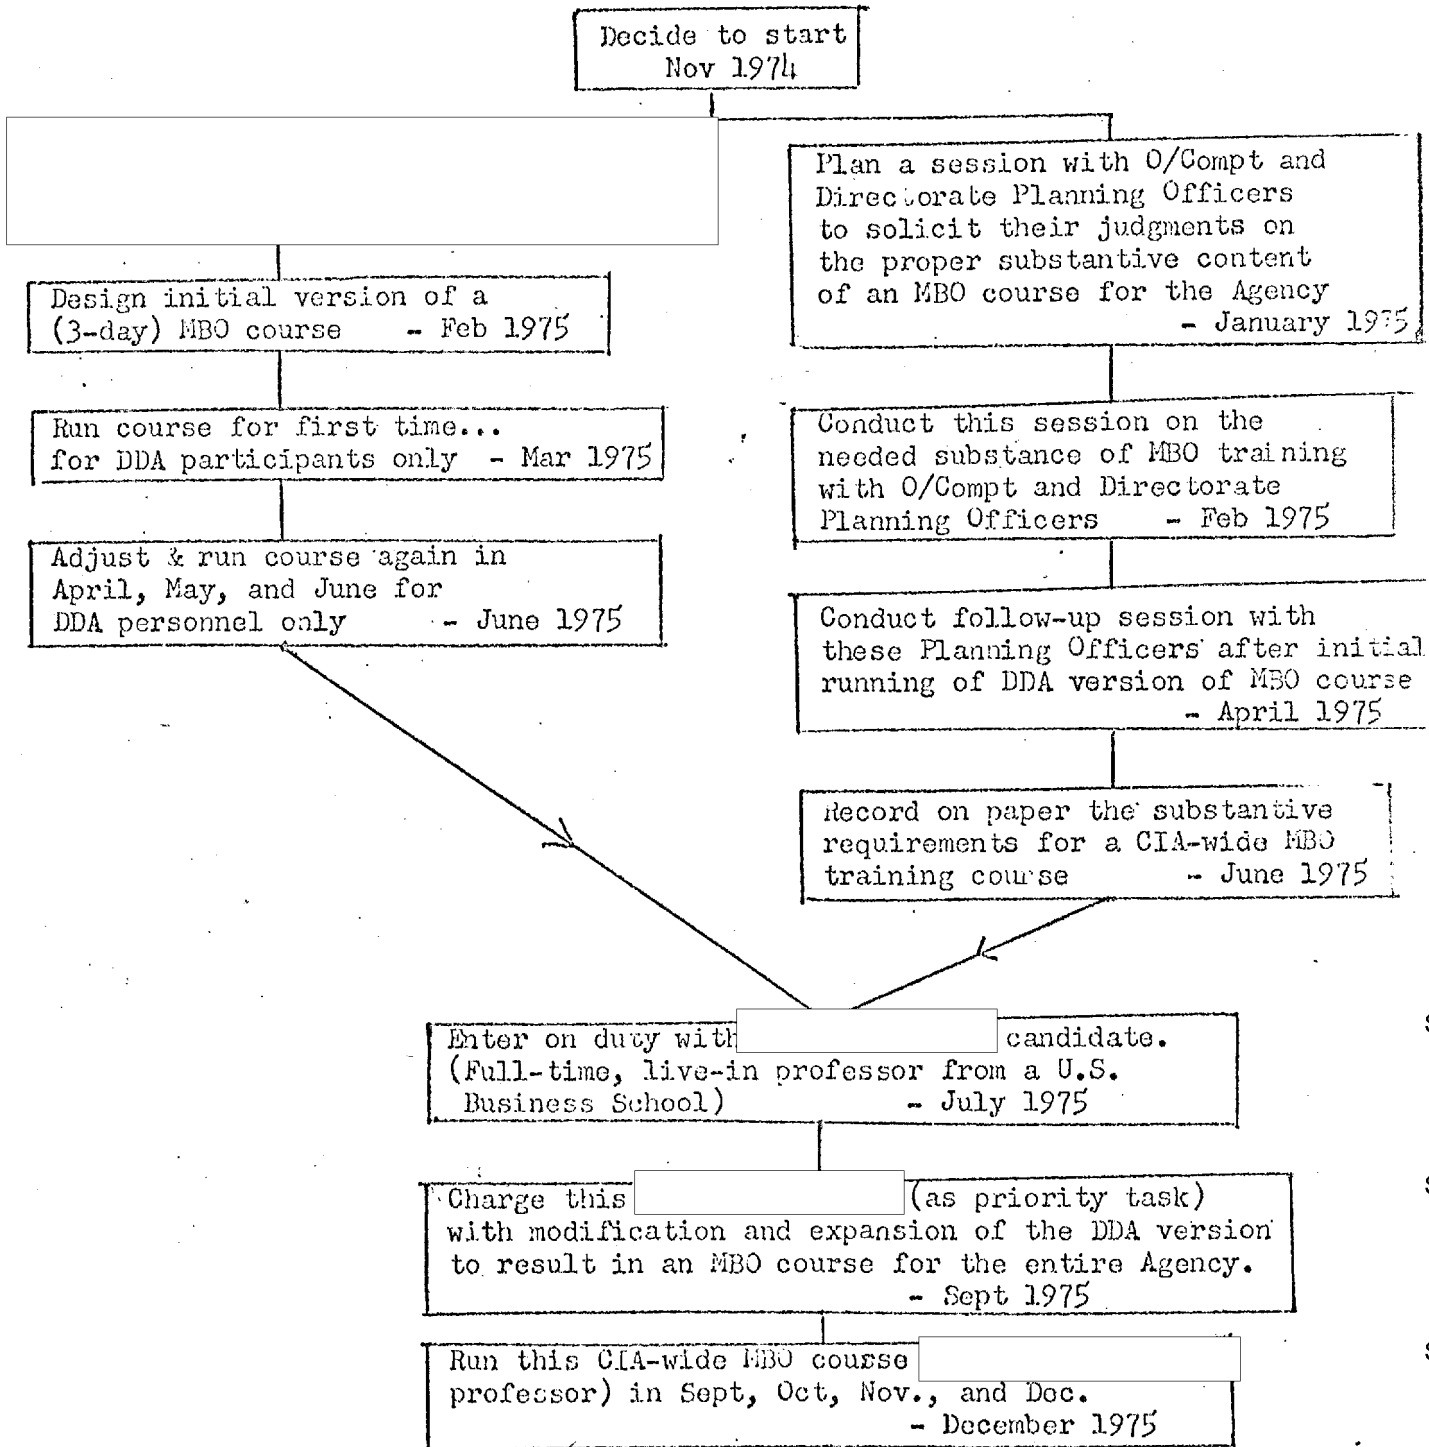 Decide to start
Nov 1974
Design initial version of a
(3-day) MBO course - Feb 1975
Run course for first time...
for DDA participants only - Mar 1975
Adjust & run course again in
April, May, and June for
DDA personnel only - June 1975
Plan a session with O/Compt and
Directorate Planning Officers
to solicit their judgments on
the proper substantive content
of an MBO course for the Agency
- January 1975
Conduct this session on the
needed substance of MBO training
with O/Compt and Directorate
Planning Officers - Feb 1975
Conduct follow-up session with
these Planning Officers after initial
running of DDA version of MBO course
- April 1975
Record on paper the substantive
requirements for a CIA-wide MBO
training course - June 1975
Enter on duty with candidate.
(Full-time, live-in professor from a U.S.
Business School) - July 1975
Charge this (as priority task)
with modification and expansion of the DDA version
to result in an MBO course for the entire Agency.
- Sept 1975
Run this CIA-wide MBO course
professor) in Sept, Oct, Nov., and Dec.
- December 1975